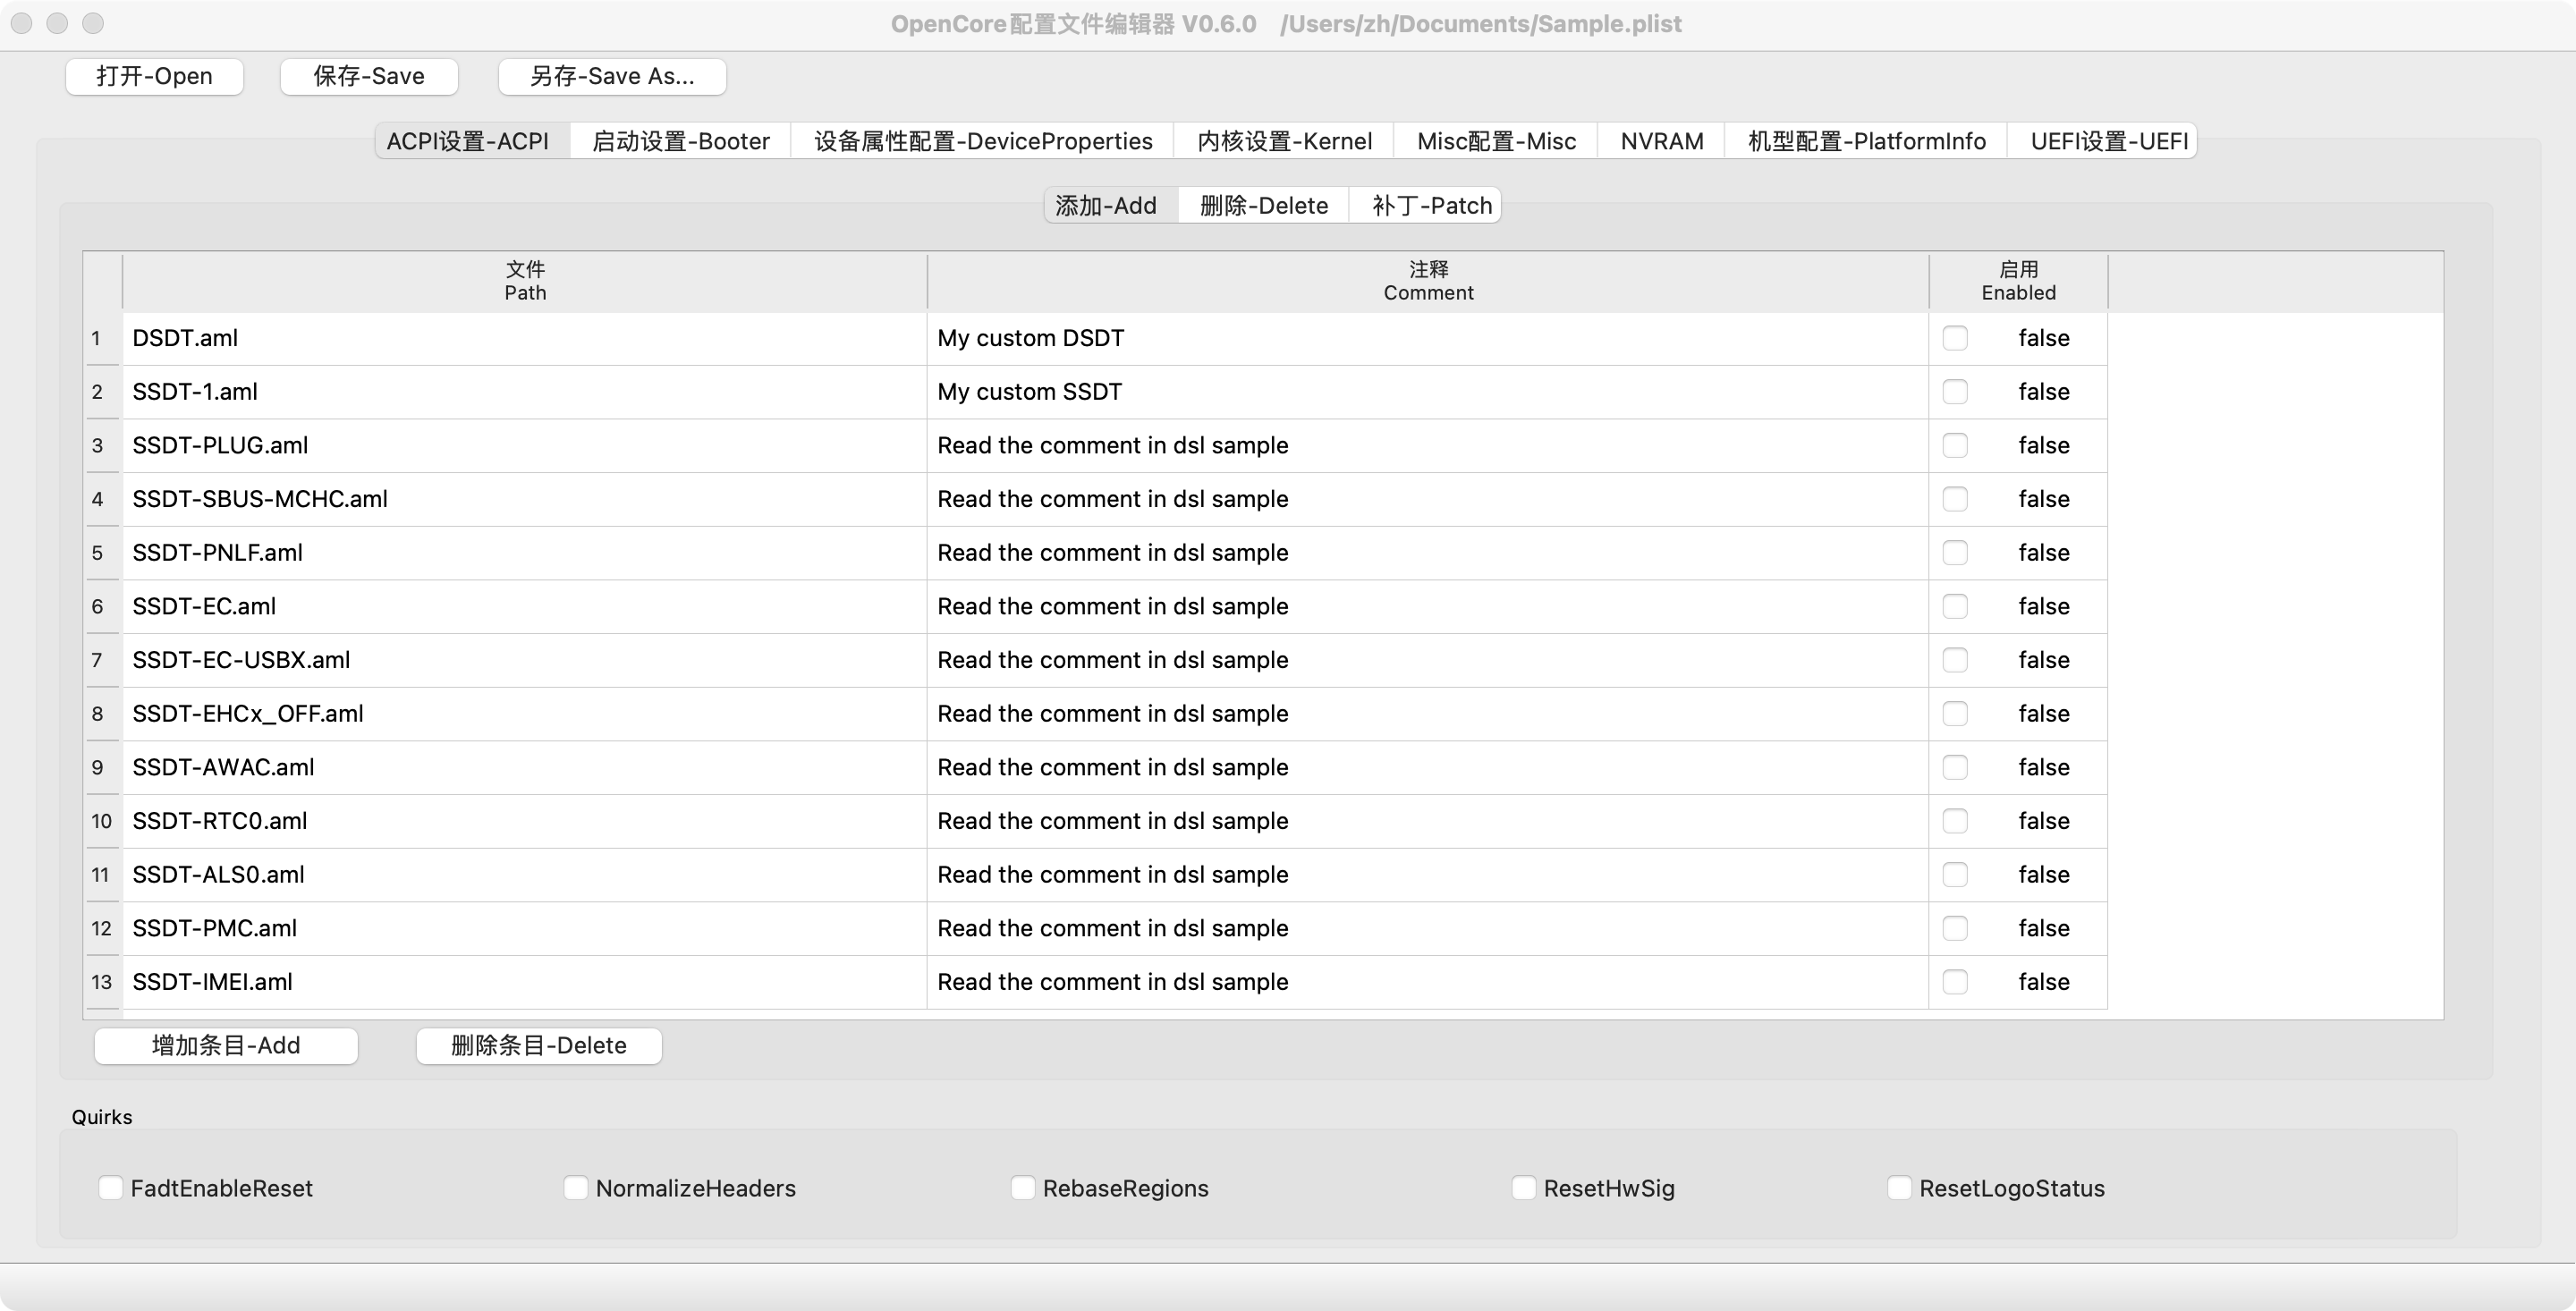 OpenCore配置文件编辑器 V0.6.0 /Users/zh/Documents/Sample.plist
打开-Open 保存-Save 另存-Save As...
ACPI设置-ACPI 启动设置-Booter 设备属性配置-DeviceProperties 内核设置-Kernel Misc配置-Misc NVRAM 机型配置-PlatformInfo UEFI设置-UEFI
添加-Add 删除-Delete 补丁-Patch
文件 注释 启用
Path Comment Enabled
1 DSDT.aml My custom DSDT false
2 SSDT-1.aml My custom SSDT false
3 SSDT-PLUG.aml Read the comment in dsl sample false
4 SSDT-SBUS-MCHC.aml Read the comment in dsl sample false
5 SSDT-PNLF.aml Read the comment in dsl sample false
6 SSDT-EC.aml Read the comment in dsl sample false
7 SSDT-EC-USBX.aml Read the comment in dsl sample false
8 SSDT-EHCx_OFF.aml Read the comment in dsl sample false
9 SSDT-AWAC.aml Read the comment in dsl sample false
10 SSDT-RTC0.aml Read the comment in dsl sample false
11 SSDT-ALS0.aml Read the comment in dsl sample false
12 SSDT-PMC.aml Read the comment in dsl sample false
13 SSDT-IMEI.aml Read the comment in dsl sample false
增加条目-Add 删除条目-Delete
Quirks
FadtEnableReset NormalizeHeaders RebaseRegions ResetHwSig ResetLogoStatus